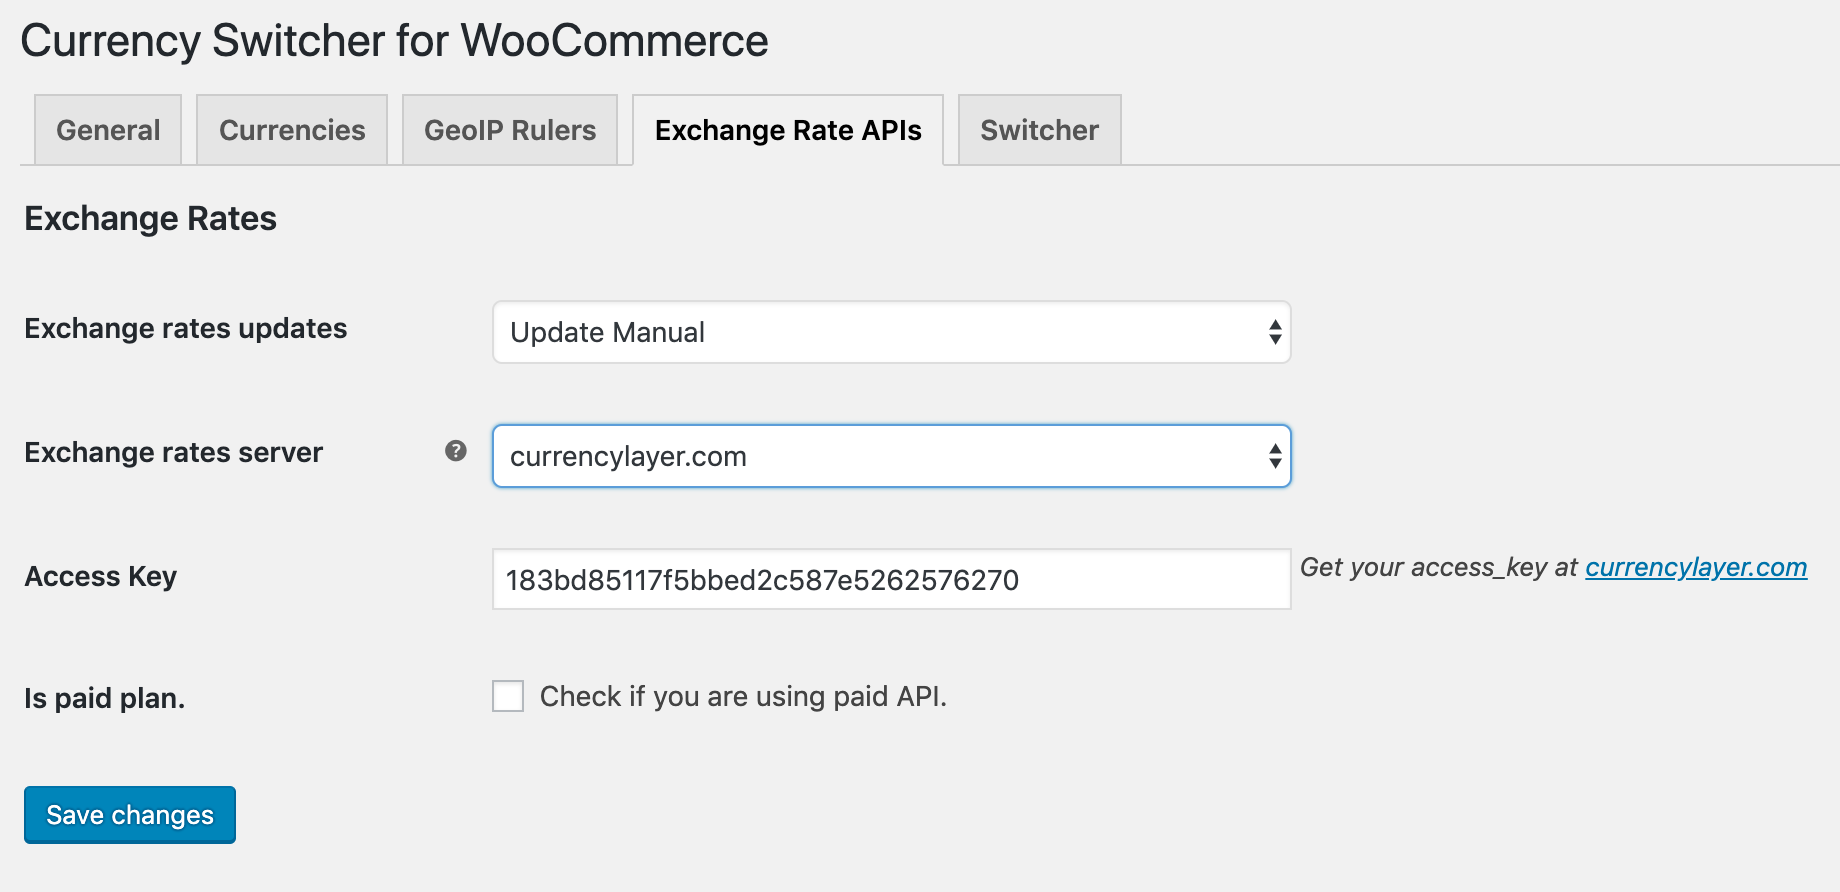 Currency Switcher for WooCommerce
General Currencies GeoIP Rulers Exchange Rate APIs Switcher
Exchange Rates
Exchange rates updates Update Manual
Exchange rates server ? currencylayer.com
Access Key 183bd85117f5bbed2c587e5262576270 Get your access_key at currencylayer.com
Is paid plan. Check if you are using paid API.
Save changes